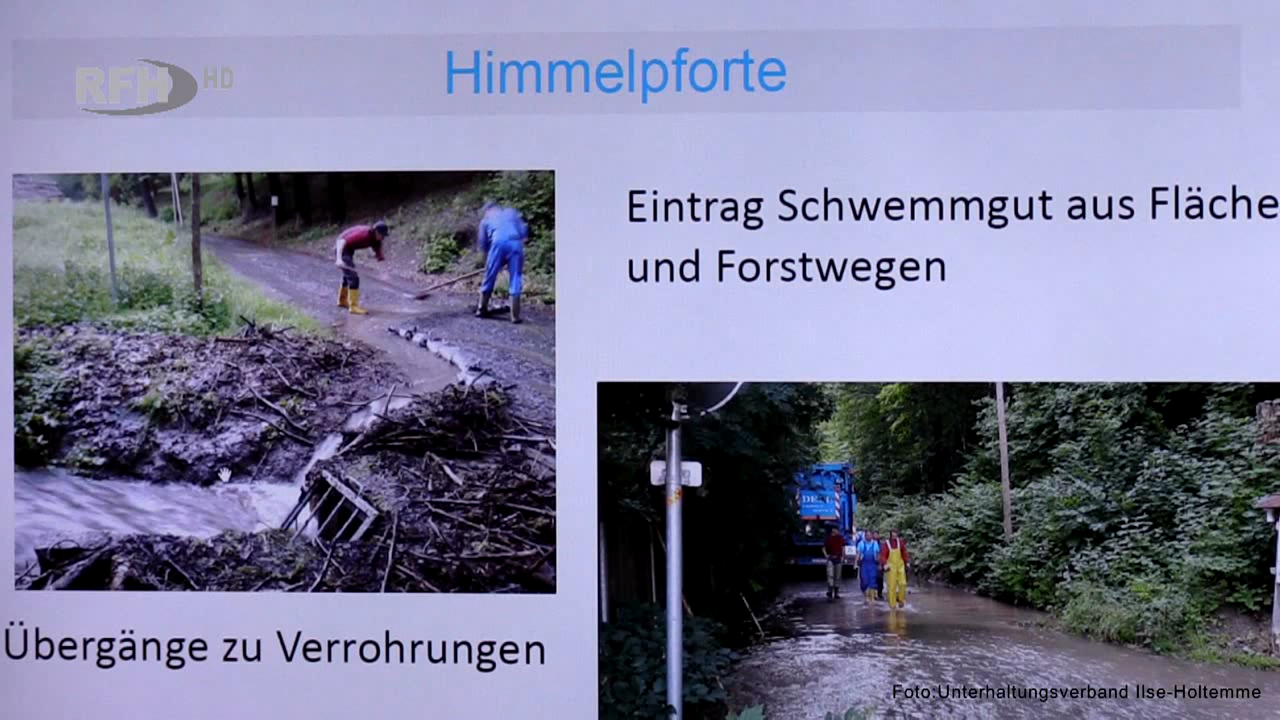 RFH HD
Himmelpforte
Eintrag Schwemmgut aus Fläche
und Forstwegen
Übergänge zu Verrohrungen
Foto:Unterhaltungsverband Ilse-Holtemme